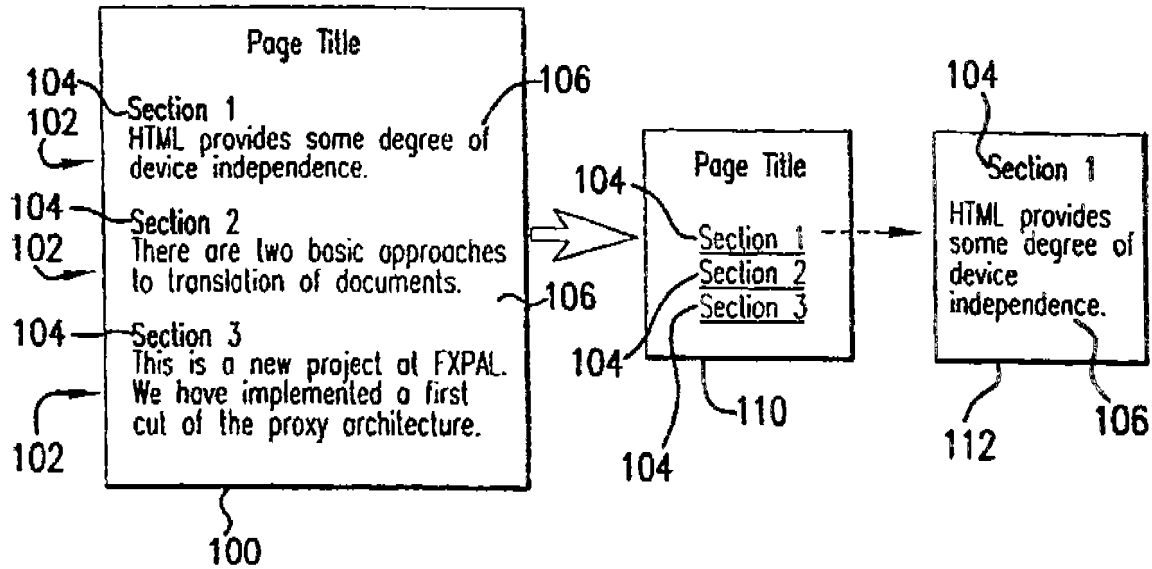 Page Title
104
Section 1
106
102
HTML provides some degree of
device independence.
104
Section 2
102
There are two basic approaches
to translation of documents.
106
104
Section 3
This is a new project at FXPAL.
We have implemented a first
cut of the proxy architecture.
102
100
Page Title
104
Section 1
Section 2
Section 3
104
104
110
104
Section 1
HTML provides
some degree of
device
independence.
106
112